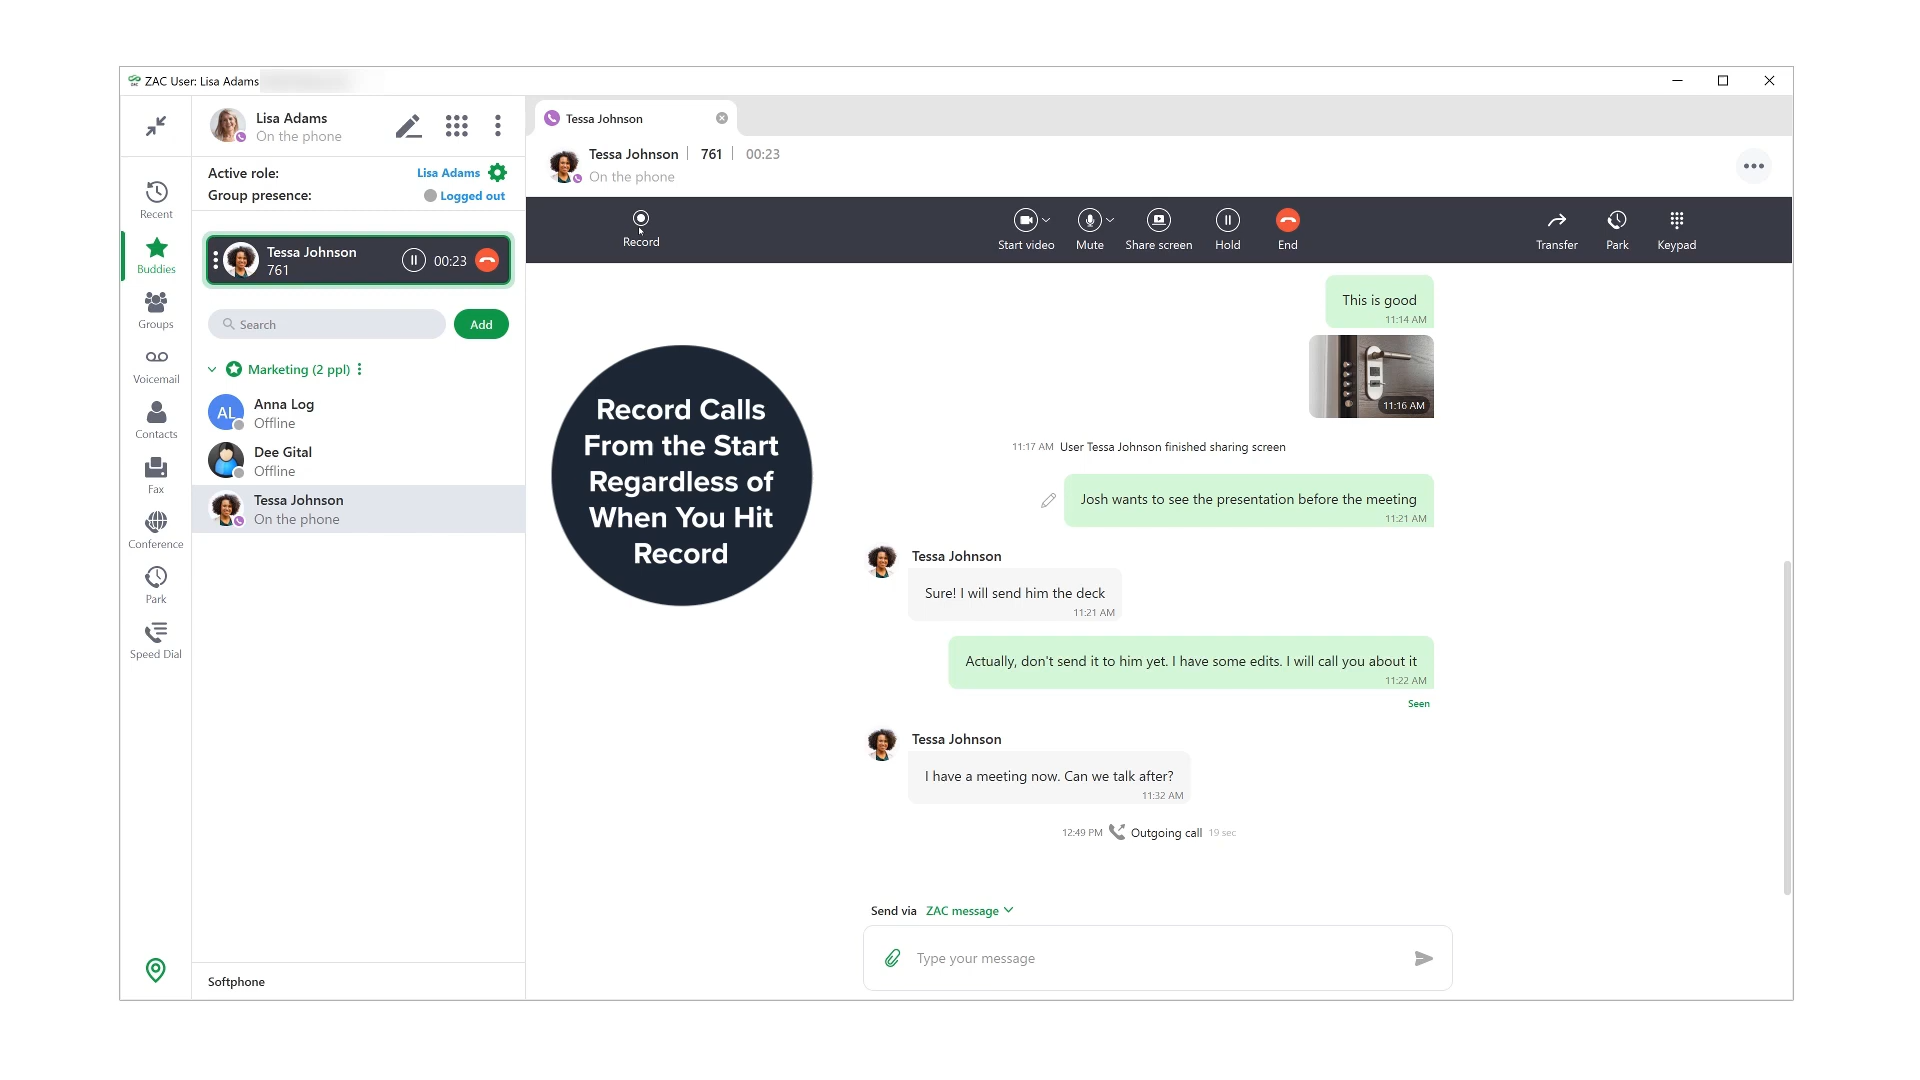 ZAC User: Lisa Adams
Lisa Adams
On the phone
Active role:
Lisa Adams
Group presence:
Logged out
Recent
Buddies
Groups
Voicemail
Contacts
Fax
Conference
Park
Speed Dial
Tessa Johnson
761
00:23
Search
Add
Marketing (2 ppl)
AL
Anna Log
Offline
Dee Gital
Offline
Tessa Johnson
On the phone
Softphone
Tessa Johnson
Tessa Johnson 761 00:23
On the phone
Record
Start video
Mute
Share screen
Hold
End
Transfer
Park
Keypad
Record Calls
From the Start
Regardless of
When You Hit
Record
This is good
11:14 AM
11:16 AM
11:17 AM User Tessa Johnson finished sharing screen
Josh wants to see the presentation before the meeting
11:21 AM
Tessa Johnson
Sure! I will send him the deck
11:21 AM
Actually, don't send it to him yet. I have some edits. I will call you about it
11:22 AM
Seen
Tessa Johnson
I have a meeting now. Can we talk after?
11:32 AM
12:49 PM Outgoing call 19 sec
Send via ZAC message
Type your message